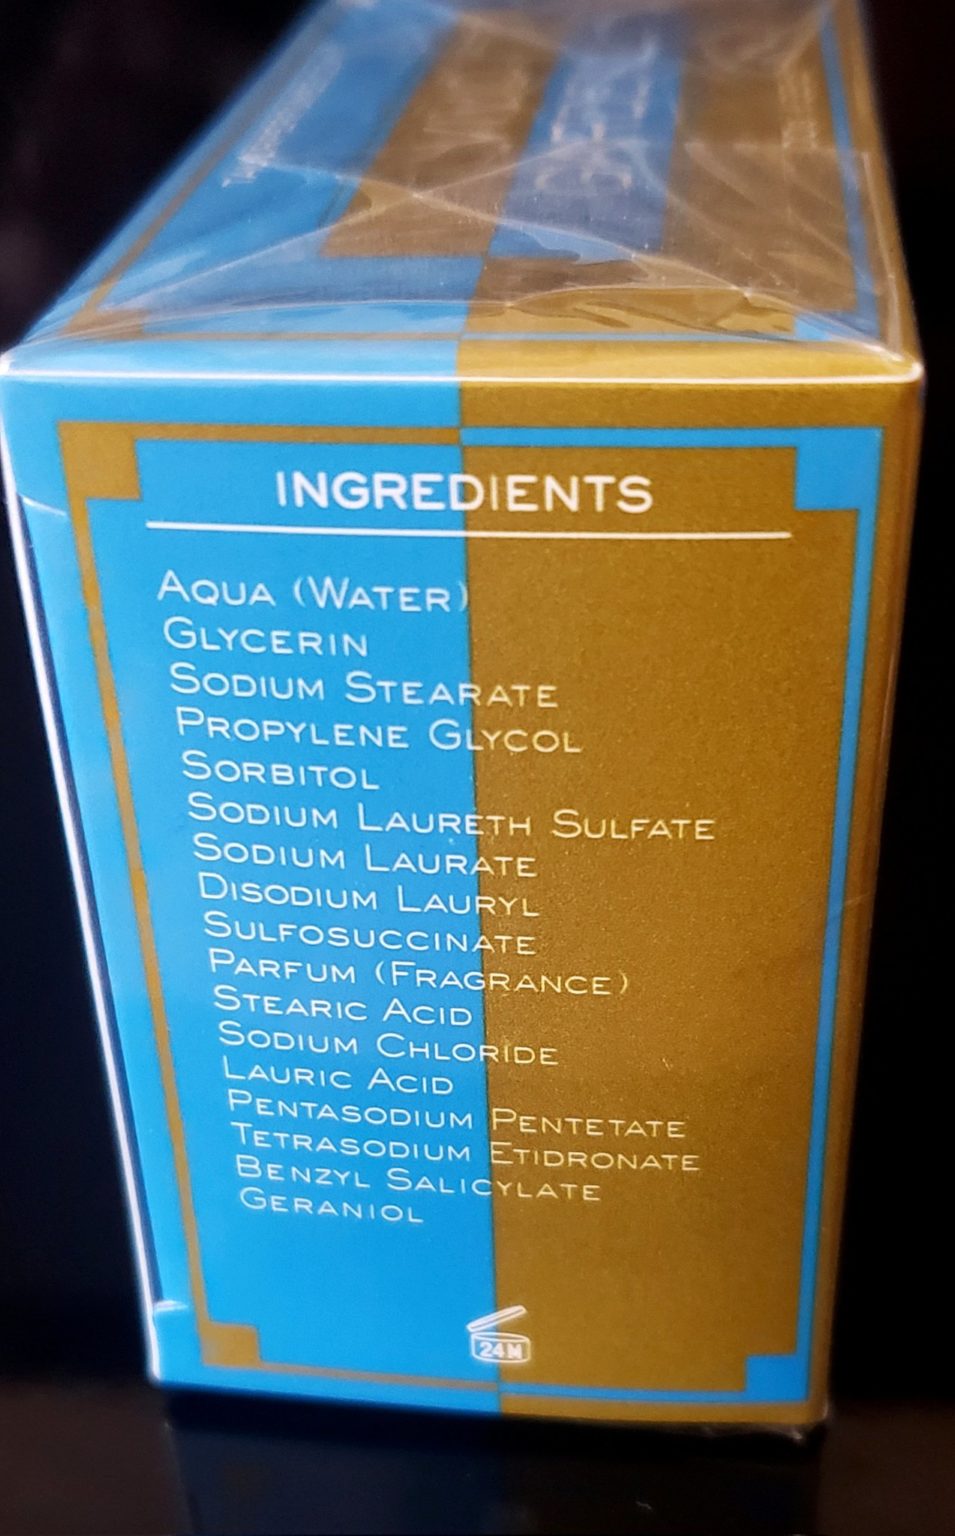 INGREDIENTS
AQUA (WATER)
GLYCERIN
SODIUM STEARATE
PROPYLENE GLYCOL
SORBITOL
SODIUM LAURETH SULFATE
SODIUM LAURATE
DISODIUM LAURYL
SULFOSUCCINATE
PARFUM (FRAGRANCE)
STEARIC ACID
SODIUM CHLORIDE
LAURIC ACID
PENTASODIUM PENTETATE
TETRASODIUM ETIDRONATE
BENZYL SALICYLATE
GERANIOL
24M